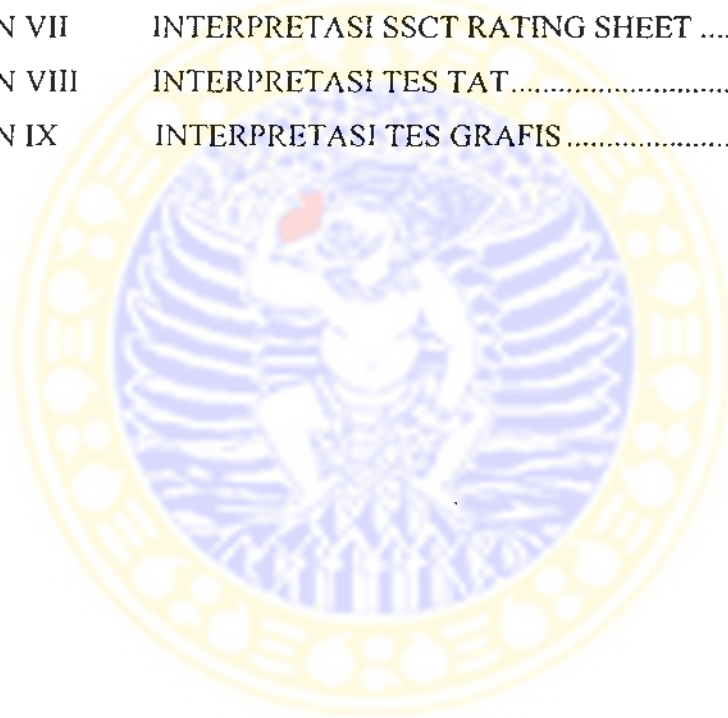 N VII INTERPRETASI SSCT RATING SHEET ....
N VIII INTERPRETASI TES TAT..........................
N IX INTERPRETASI TES GRAFIS.....................